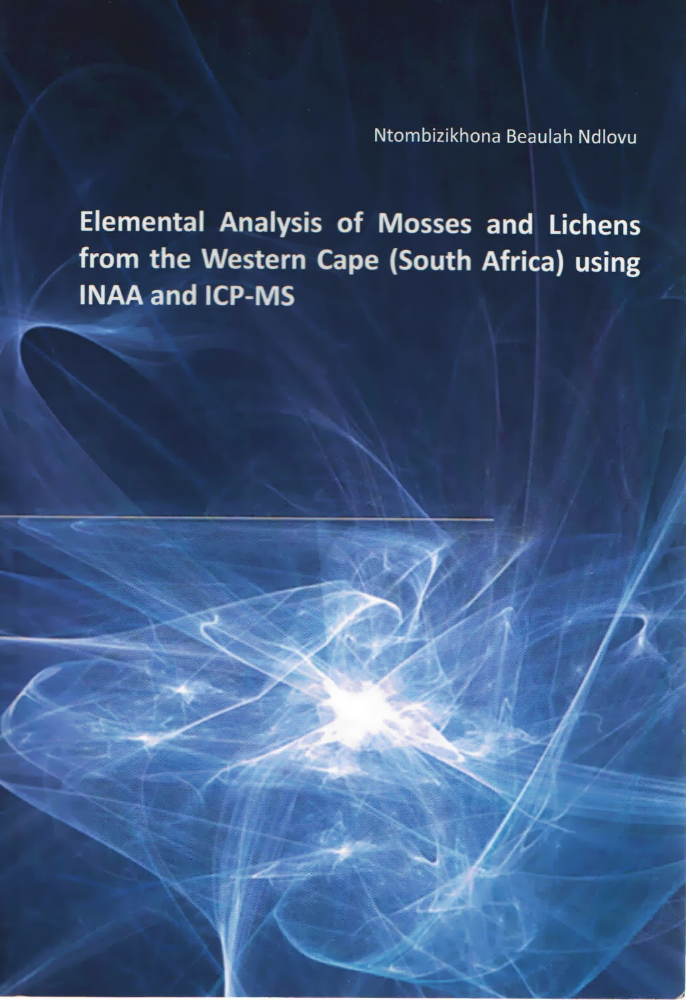 Ntombizikhona Beaulah Ndlovu
Elemental Analysis of Mosses and Lichens
from the Western Cape (South Africa) using
INAA and ICP-MS